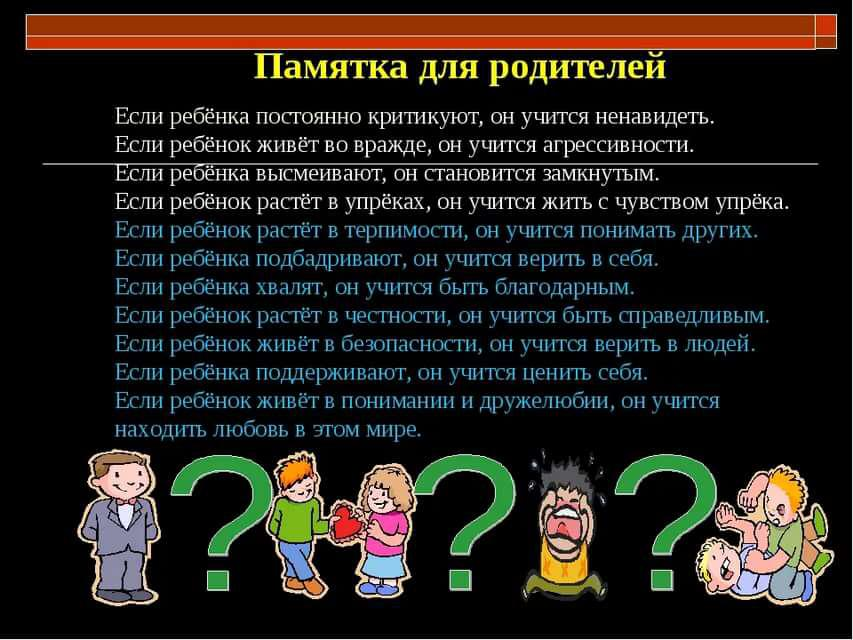 Памятка для родителей
Если ребёнка постоянно критикуют, он учится ненавидеть.
Если ребёнок живёт во вражде, он учится агрессивности.
Если ребёнка высмеивают, он становится замкнутым.
Если ребёнок растёт в упрёках, он учится жить с чувством упрёка.
Если ребёнок растёт в терпимости, он учится понимать других.
Если ребёнка подбадривают, он учится верить в себя.
Если ребёнка хвалят, он учится быть благодарным.
Если ребёнок растёт в честности, он учится быть справедливым.
Если ребёнок живёт в безопасности, он учится верить в людей.
Если ребёнка поддерживают, он учится ценить себя.
Если ребёнок живёт в понимании и дружелюбии, он учится
находить любовь в этом мире.
? ? ?